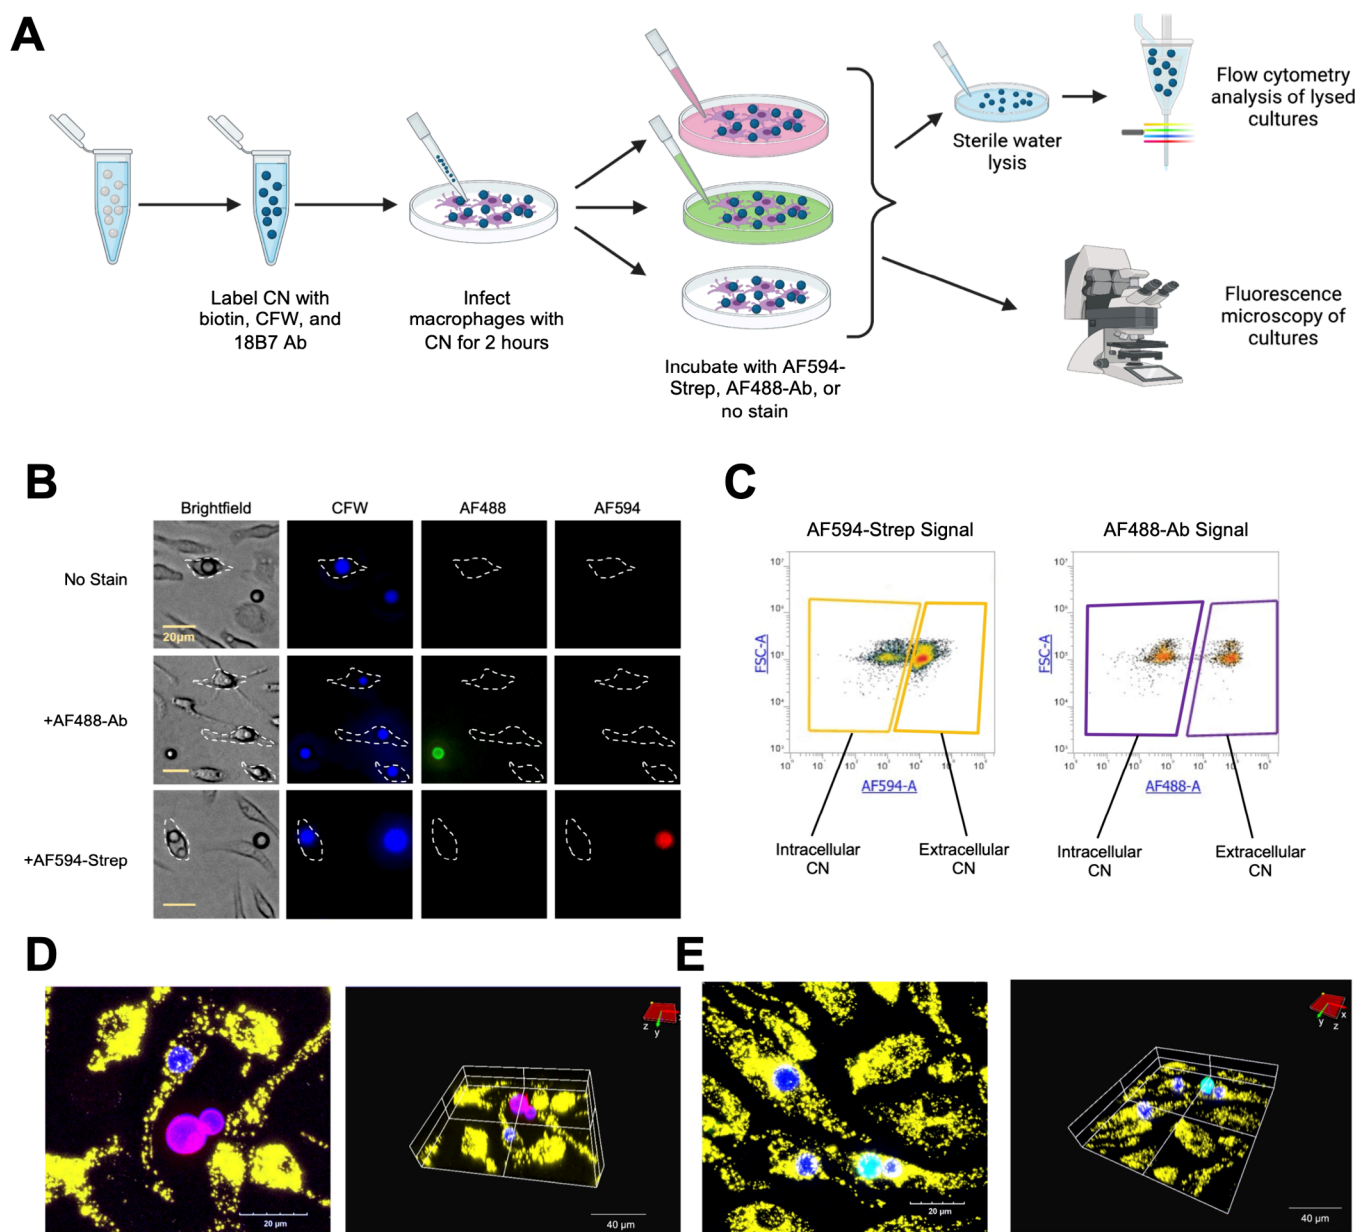 A
Label CN with
biotin, CFW, and
18B7 Ab
Infect
macrophages with
CN for 2 hours
Incubate with AF594-
Strep, AF488-Ab, or
no stain
Sterile water
lysis
Flow cytometry
analysis of lysed
cultures
Fluorescence
microscopy of
cultures
B
Brightfield CFW AF488 AF594
No Stain
20µm
+AF488-Ab
+AF594-Strep
C
AF594-Strep Signal
FSC-A
AF594-A
Intracellular
CN
Extracellular
CN
AF488-Ab Signal
FSC-A
AF488-A
Intracellular
CN
Extracellular
CN
D
20 µm
z y x
40 µm
E
20 µm
y z x
40 µm